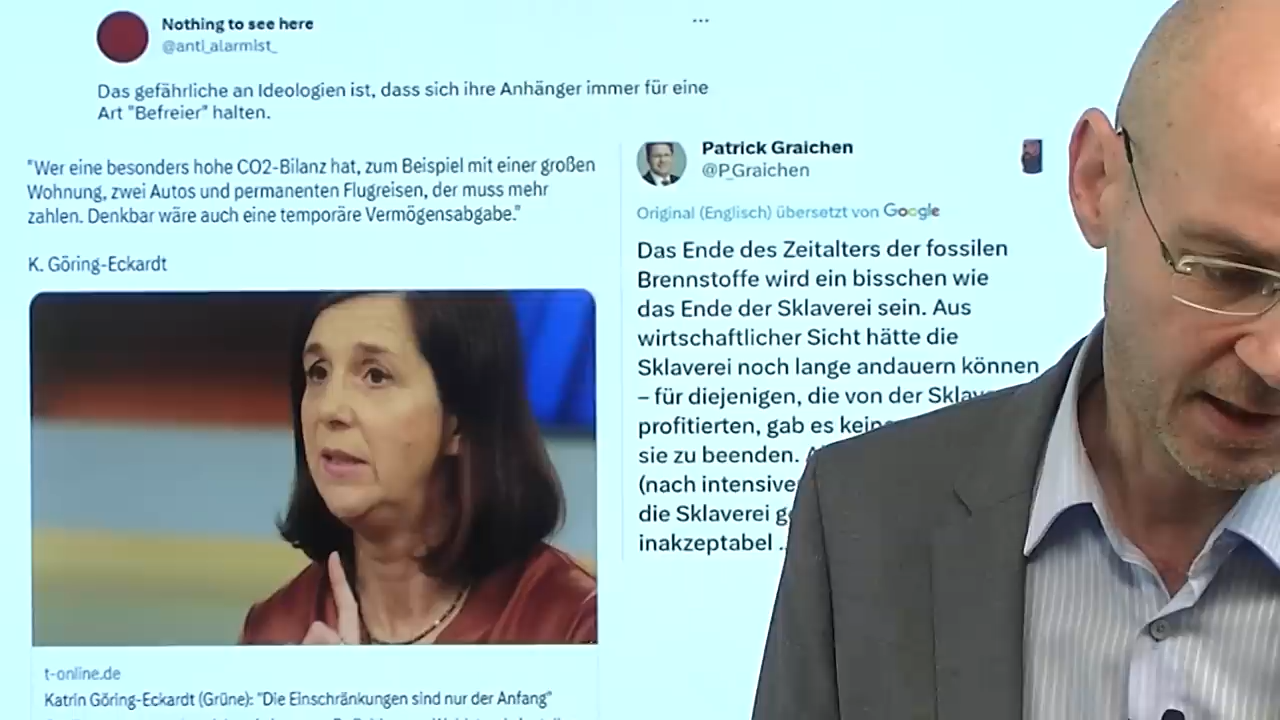 Nothing to see here
@anti_alarmist_
Das gefährliche an Ideologien ist, dass sich ihre Anhänger immer für eine
Art "Befreier" halten.
"Wer eine besonders hohe CO2-Bilanz hat, zum Beispiel mit einer großen
Wohnung, zwei Autos und permanenten Flugreisen, der muss mehr
zahlen. Denkbar wäre auch eine temporäre Vermögensabgabe."
K. Göring-Eckardt
t-online.de
Katrin Göring-Eckardt (Grüne): "Die Einschränkungen sind nur der Anfang"
Patrick Graichen
@P_Graichen
Original (Englisch) übersetzt von Google
Das Ende des Zeitalters der fossilen
Brennstoffe wird ein bisschen wie
das Ende der Sklaverei sein. Aus
wirtschaftlicher Sicht hätte die
Sklaverei noch lange andauern können
– für diejenigen, die von der
profitierten, gab es
sie zu beenden.
(nach
die Sklaverei
inakzeptabel